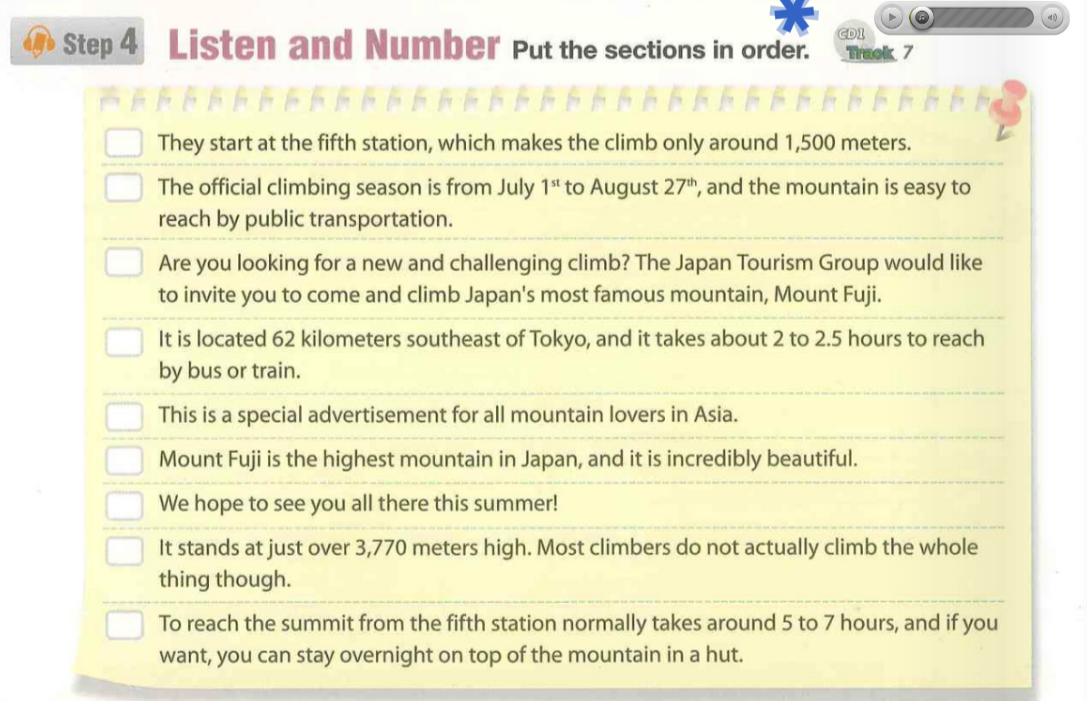 Step 4 Listen and Number Put the sections in order. CD1
Track 7
They start at the fifth station, which makes the climb only around 1,500 meters.
The official climbing season is from July 1st to August 27th, and the mountain is easy to
reach by public transportation.
Are you looking for a new and challenging climb? The Japan Tourism Group would like
to invite you to come and climb Japan's most famous mountain, Mount Fuji.
It is located 62 kilometers southeast of Tokyo, and it takes about 2 to 2.5 hours to reach
by bus or train.
This is a special advertisement for all mountain lovers in Asia.
Mount Fuji is the highest mountain in Japan, and it is incredibly beautiful.
We hope to see you all there this summer!
It stands at just over 3,770 meters high. Most climbers do not actually climb the whole
thing though.
To reach the summit from the fifth station normally takes around 5 to 7 hours, and if you
want, you can stay overnight on top of the mountain in a hut.